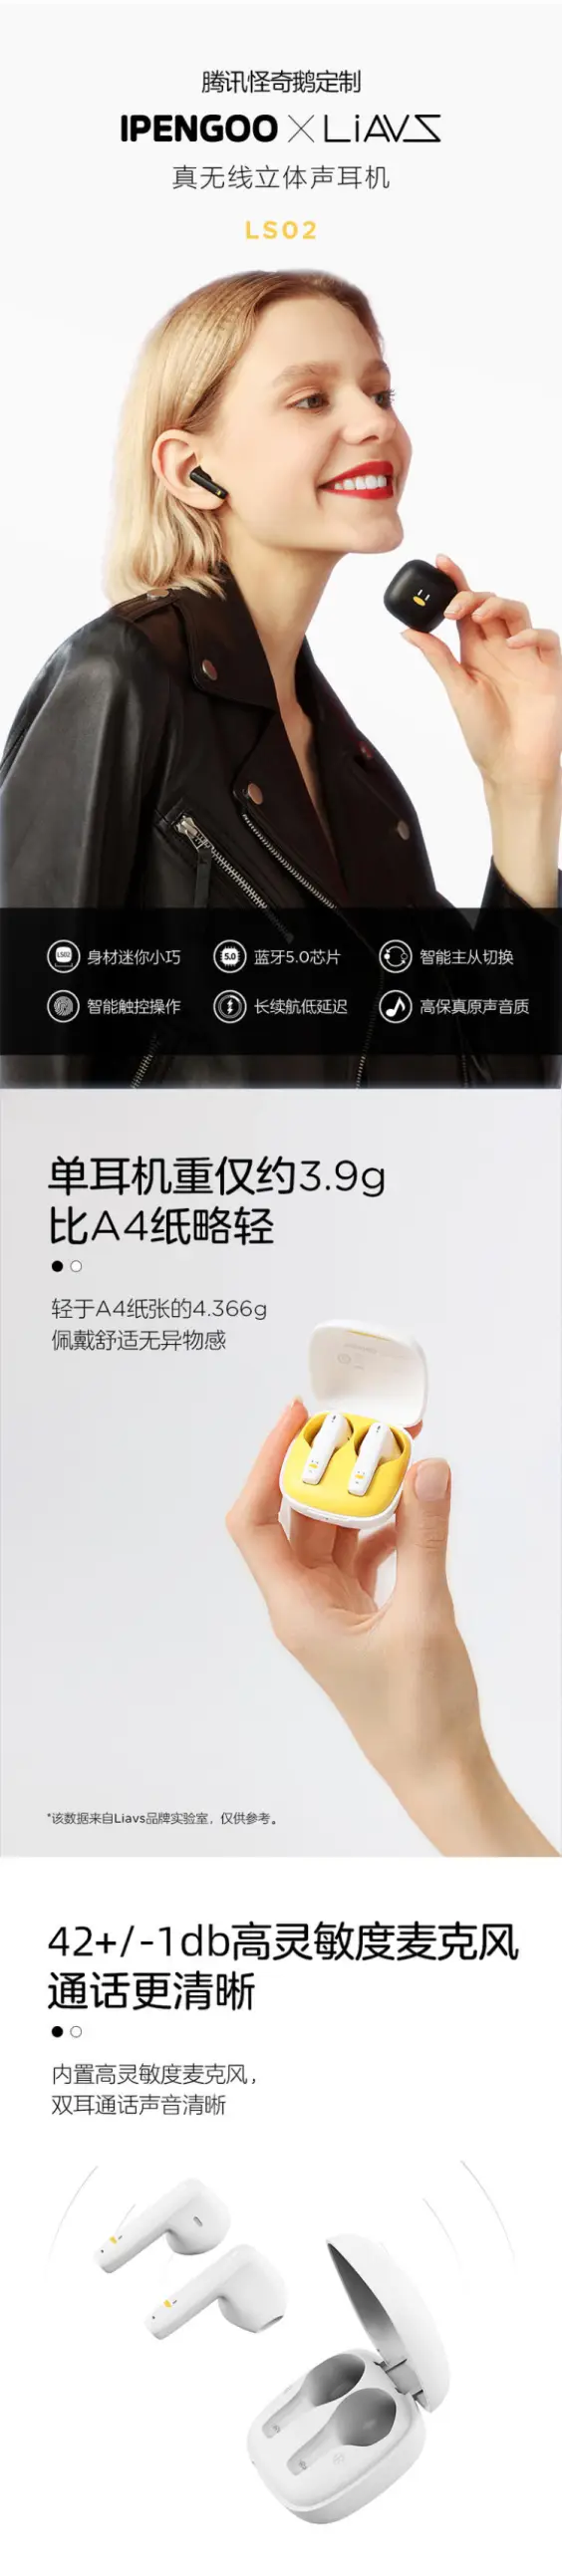 腾讯怪奇鹅定制
IPENGOO × LiAVS
真无线立体声耳机
LS02
LS02 身材迷你小巧
5.0 蓝牙5.0芯片
智能主从切换
智能触控操作
长续航低延迟
高保真原声音质
单耳机重仅约3.9g
比A4纸略轻
轻于A4纸张的4.366g
佩戴舒适无异物感
*该数据来自Liavs品牌实验室，仅供参考。
42+/-1db高灵敏度麦克风
通话更清晰
内置高灵敏度麦克风，
双耳通话声音清晰